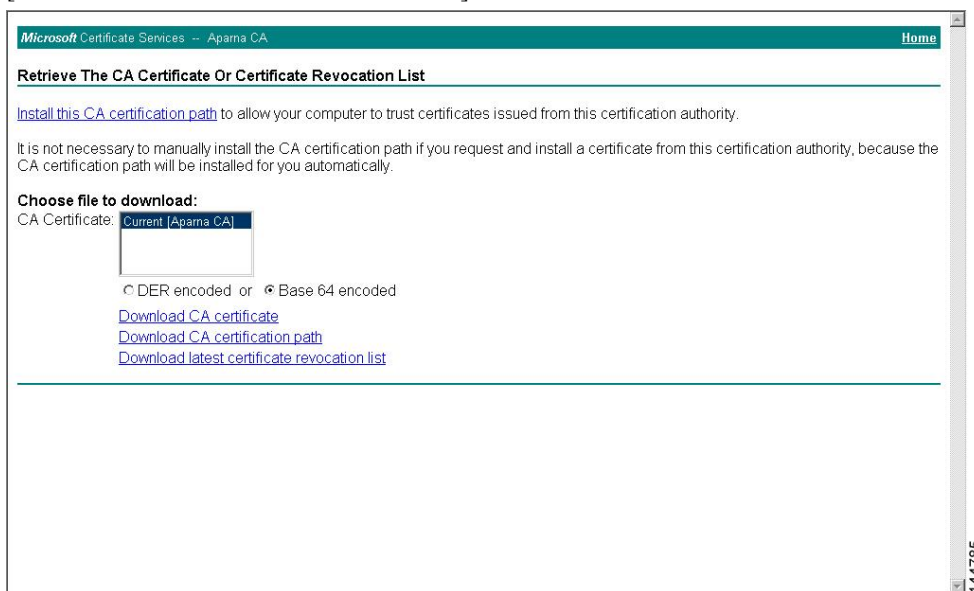 Microsoft Certificate Services -- Aparna CA Home
Retrieve The CA Certificate Or Certificate Revocation List
Install this CA certification path to allow your computer to trust certificates issued from this certification authority.
It is not necessary to manually install the CA certification path if you request and install a certificate from this certification authority, because the
CA certification path will be installed for you automatically.
Choose file to download:
CA Certificate: Current [Aparna CA]
DER encoded or Base 64 encoded
Download CA certificate
Download CA certification path
Download latest certificate revocation list